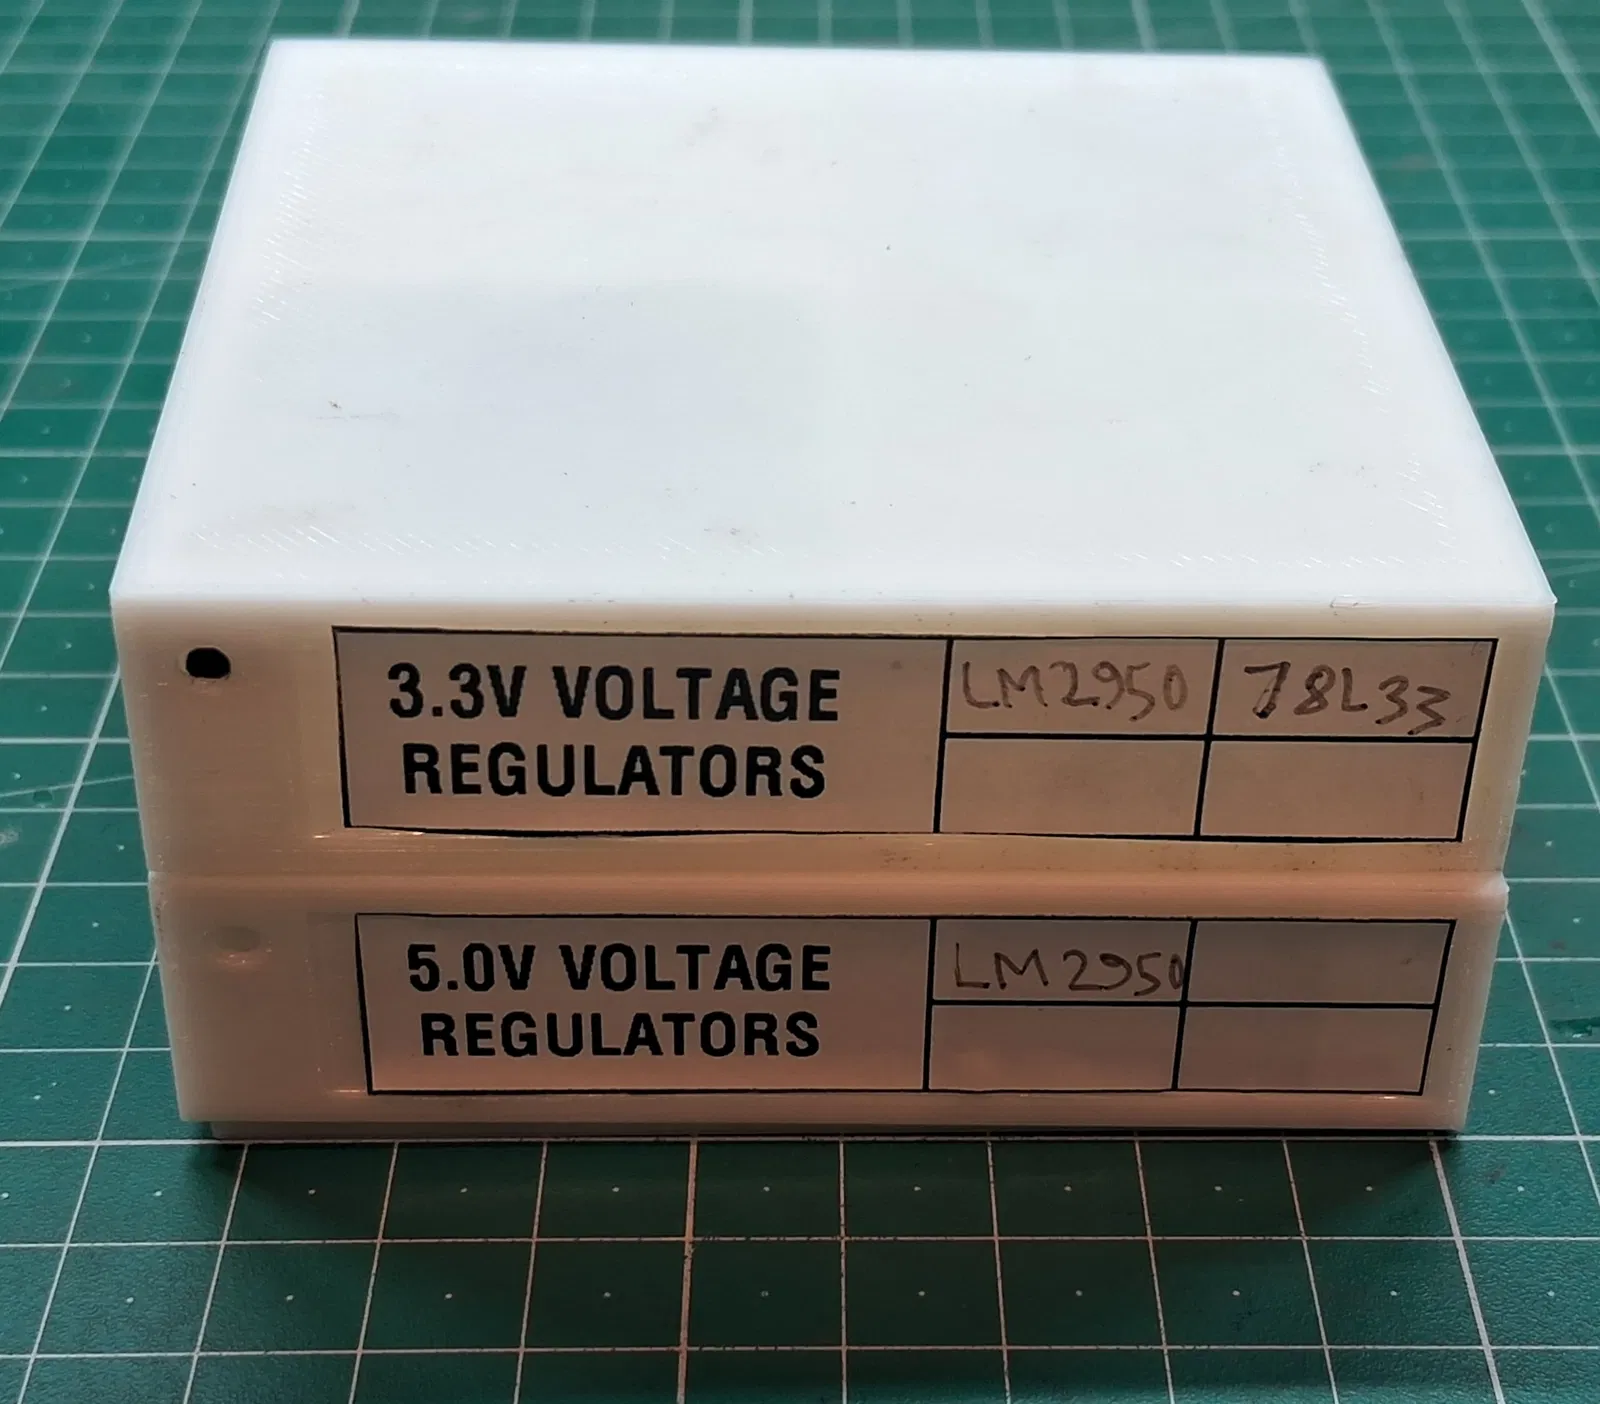 3.3V VOLTAGE
REGULATORS
LM2950
78L33
5.0V VOLTAGE
REGULATORS
LM2950